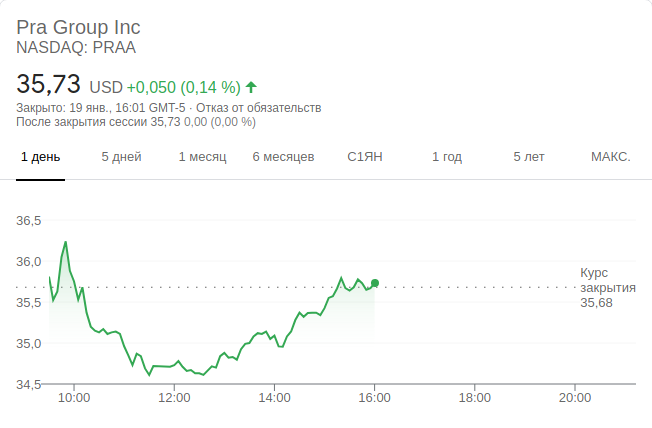 Pra Group Inc
NASDAQ: PRAA
35,73 USD +0,050 (0,14 %)
Закрыто: 19 янв., 16:01 GMT-5 · Отказ от обязательств
После закрытия сессии 35,73 0,00 (0,00 %)
1 день 5 дней 1 месяц 6 месяцев С1ЯН 1 год 5 лет МАКС.
36,5
36,0
Курс
закрытия
35,68
35,5
35,0
34,5
10:00 12:00 14:00 16:00 18:00 20:00